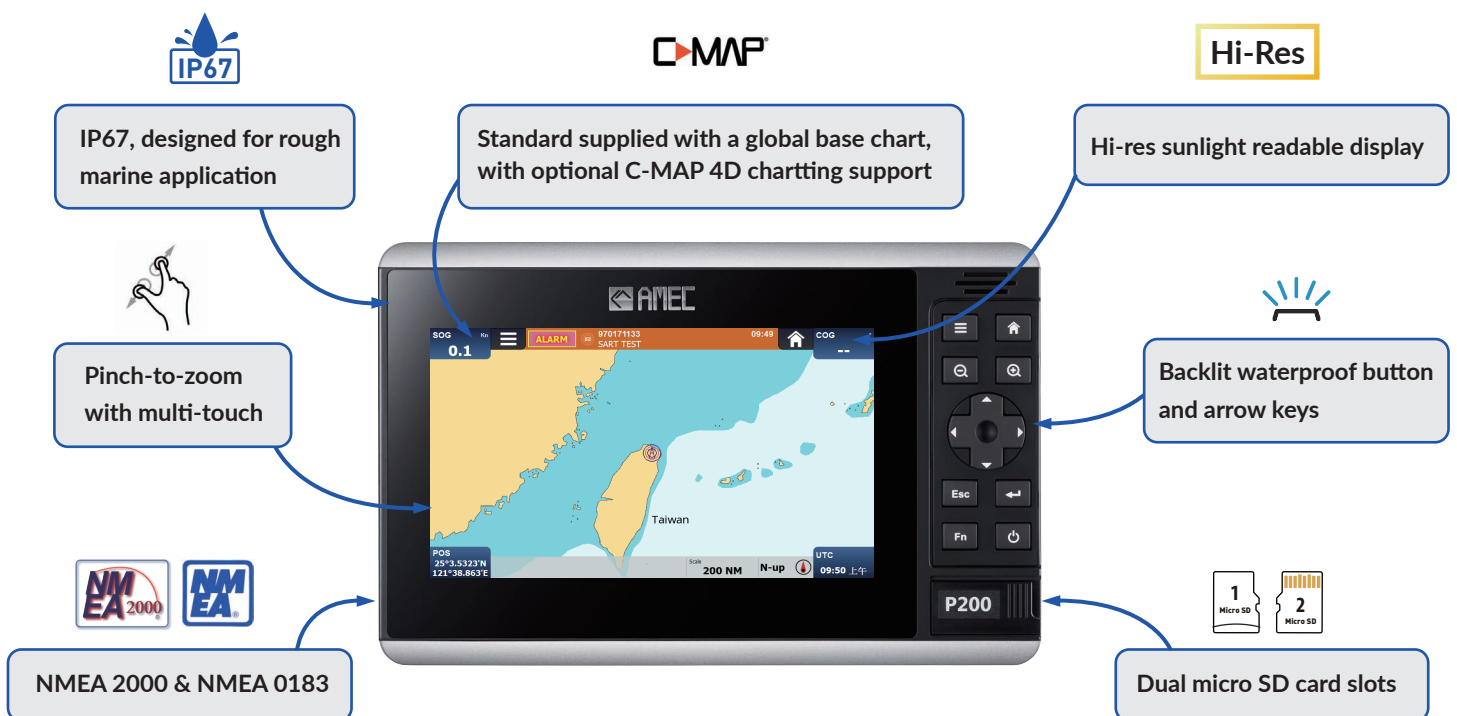 IP67
C-MAP®
Hi-Res
IP67, designed for rough
marine application
Standard supplied with a global base chart,
with optional C-MAP 4D chartting support
Hi-res sunlight readable display
Pinch-to-zoom
with multi-touch
Backlit waterproof button
and arrow keys
AMEC
SOG Kn
0.1
ALARM
970171133
SART TEST
09:49
COG
--
Taiwan
POS
25°3.5323'N
121°38.863'E
Scale
200 NM
N-up
UTC
09:50 上午
Esc
Fn
P200
NM
EA 2000
®
NM
EA®
NMEA 2000 & NMEA 0183
1
Micro SD
2
Micro SD
Dual micro SD card slots